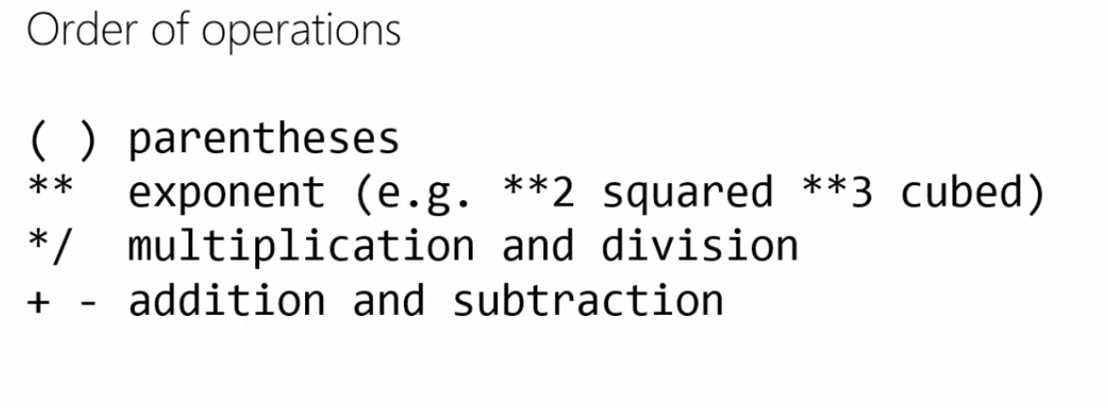 Order of operations
( ) parentheses
** exponent (e.g. **2 squared **3 cubed)
*/ multiplication and division
+ - addition and subtraction